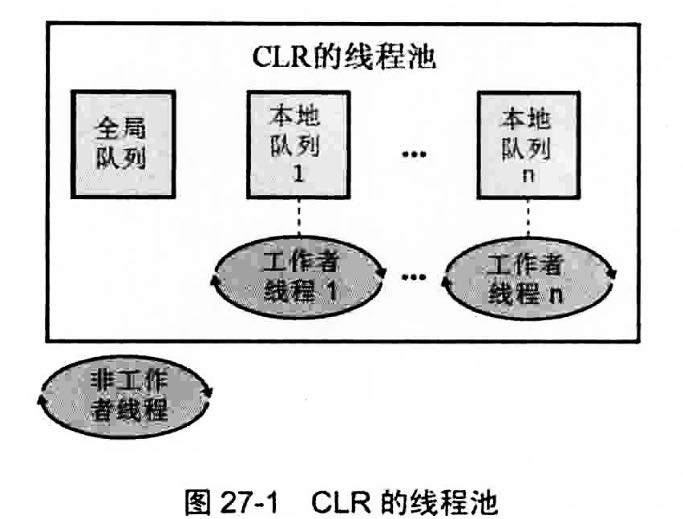 CLR的线程池
全局
队列
本地
队列
1
...
本地
队列
n
工作者
线程 1
...
工作者
线程 n
非工作
者线程
图 27-1 CLR 的线程池